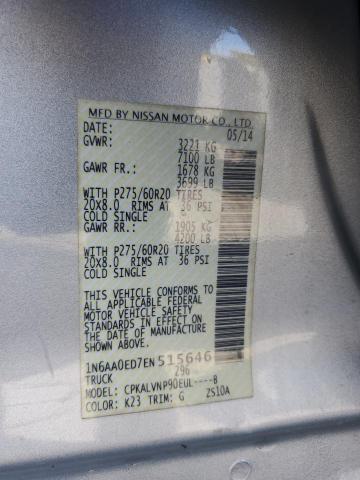 MFD BY NISSAN MOTOR CO., LTD.
DATE: 05/14
GVWR: 3221 KG
7100 LB
GAWR FR.: 1678 KG
3699 LB
WITH P275/60R20 TIRES
20X8.0 RIMS AT 36 PSI
COLD SINGLE
GAWR RR.: 1905 KG
4200 LB
WITH P275/60R20 TIRES
20X8.0 RIMS AT 36 PSI
COLD SINGLE
THIS VEHICLE CONFORMS TO
ALL APPLICABLE FEDERAL
MOTOR VEHICLE SAFETY
STANDARDS IN EFFECT ON
THE DATE OF MANUFACTURE
SHOWN ABOVE
1N6AA0ED7EN515646
TRUCK 296
MODEL: CPKALVNP90EUL----B
COLOR: K23 TRIM: G ZS10A